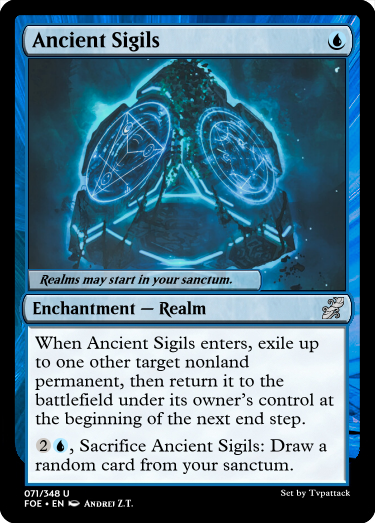 Ancient Sigils
Realms may start in your sanctum.
Enchantment — Realm
When Ancient Sigils enters, exile up
to one other target nonland
permanent, then return it to the
battlefield under its owner's control at
the beginning of the next end step.
2, Sacrifice Ancient Sigils: Draw a
random card from your sanctum.
071/348 U
FOE • EN Andrei Z.T.
Set by Tvpattack